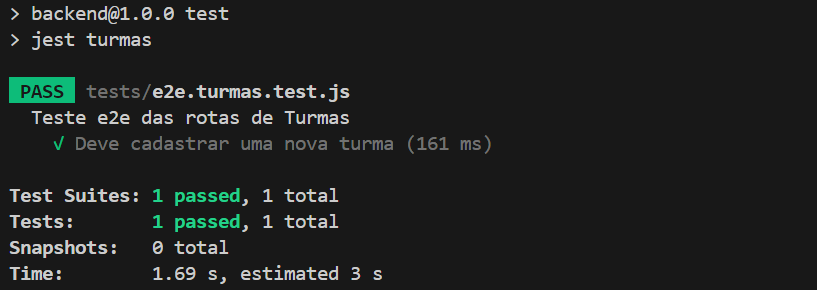 > backend@1.0.0 test
> jest turmas
PASS tests/e2e.turmas.test.js
Teste e2e das rotas de Turmas
√ Deve cadastrar uma nova turma (161 ms)
Test Suites: 1 passed, 1 total
Tests: 1 passed, 1 total
Snapshots: 0 total
Time: 1.69 s, estimated 3 s